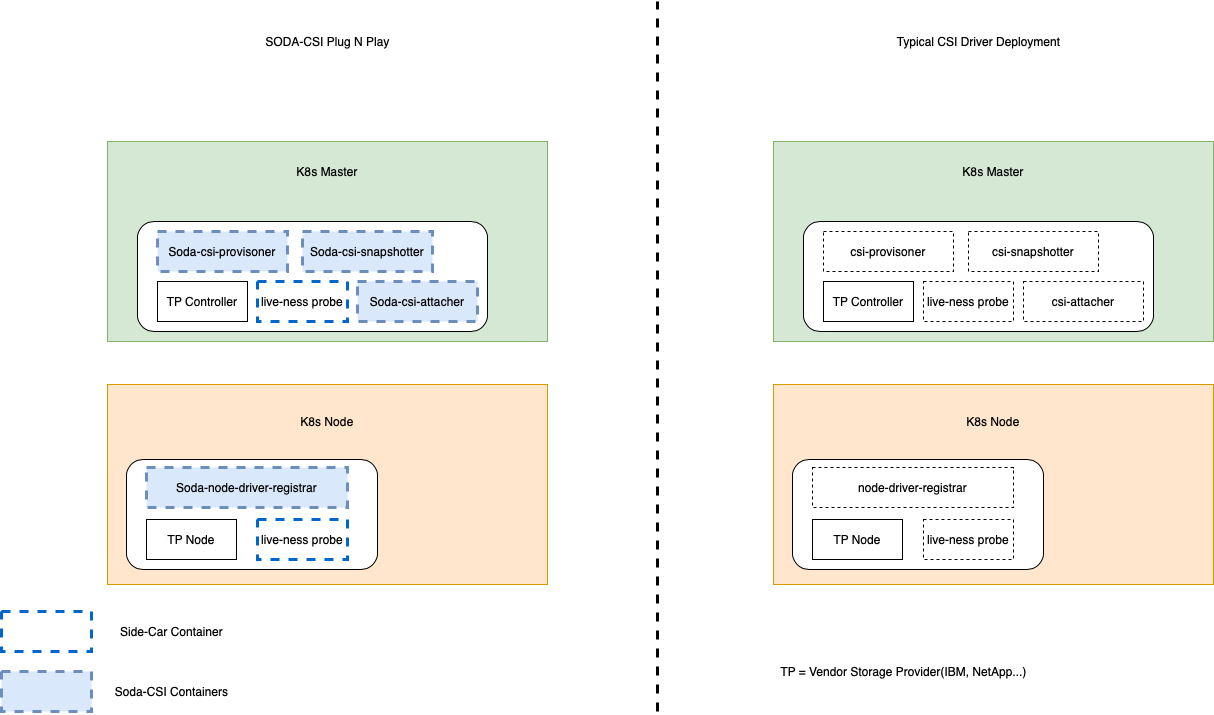 SODA-CSI Plug N Play
Typical CSI Driver Deployment
K8s Master
Soda-csi-provisoner
Soda-csi-snapshotter
TP Controller
live-ness probe
Soda-csi-attacher
K8s Master
csi-provisoner
csi-snapshotter
TP Controller
live-ness probe
csi-attacher
K8s Node
Soda-node-driver-registrar
TP Node
live-ness probe
K8s Node
node-driver-registrar
TP Node
live-ness probe
Side-Car Container
Soda-CSI Containers
TP = Vendor Storage Provider(IBM, NetApp...)